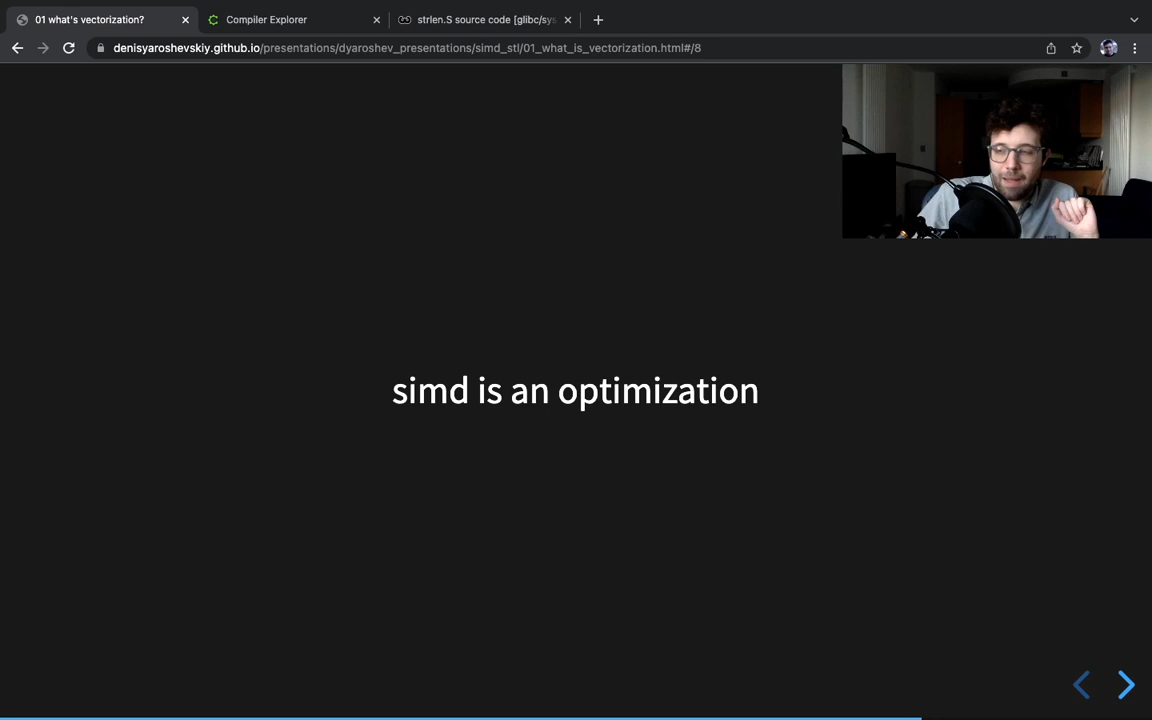 01 what's vectorization?
Compiler Explorer
strlen.S source code [glibc/sys
denisyaroshevskiy.github.io/presentations/dyaroshev_presentations/simd_stl/01_what_is_vectorization.html#/8
simd is an optimization